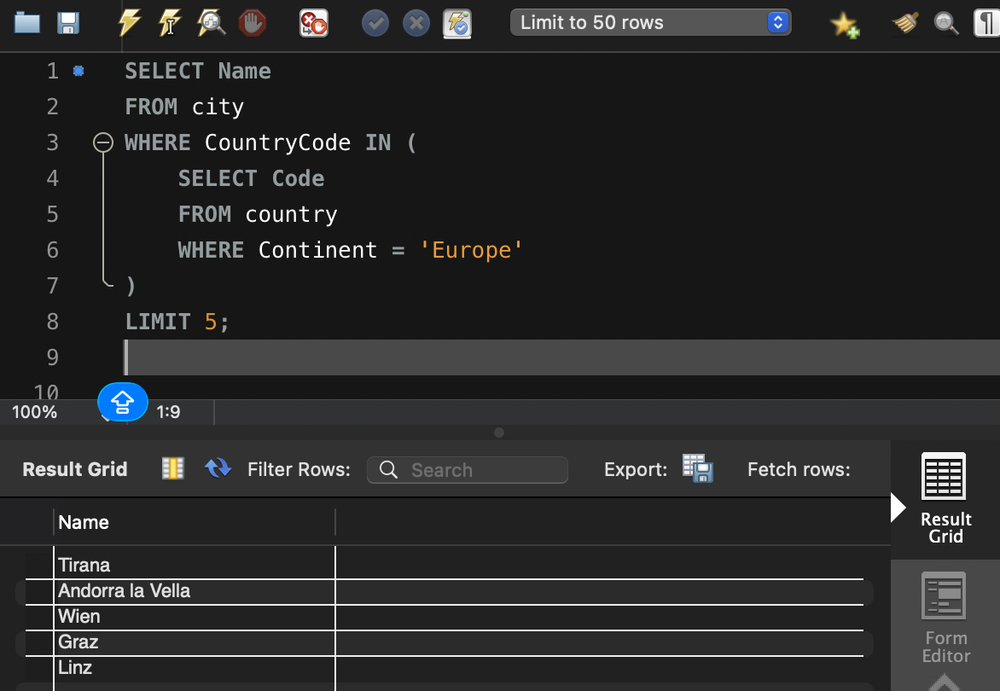 Limit to 50 rows
1 SELECT Name
2 FROM city
3 WHERE CountryCode IN (
4 SELECT Code
5 FROM country
6 WHERE Continent = 'Europe'
7 )
8 LIMIT 5;
9
10
100% 1:9
Result Grid Filter Rows: Search Export: Fetch rows:
Name
Tirana
Andorra la Vella
Wien
Graz
Linz
Result
Grid
Form
Editor